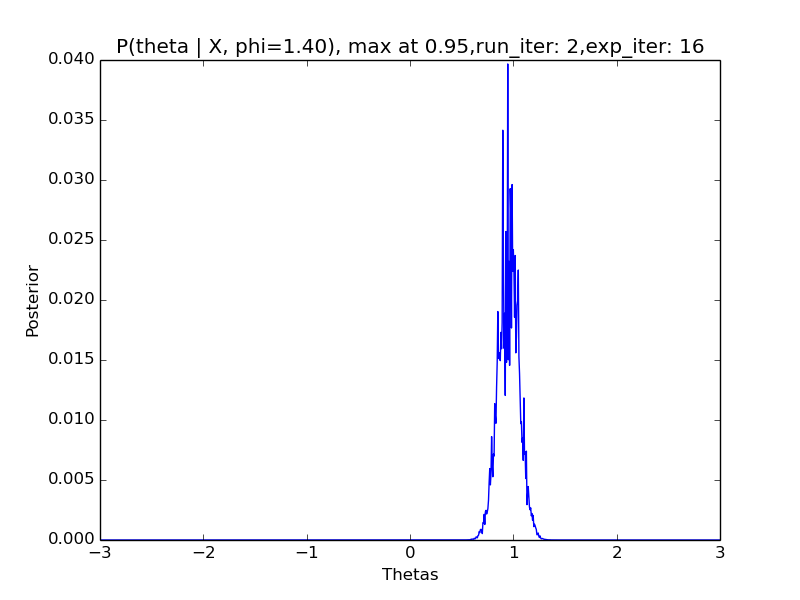 P(theta | X, phi=1.40), max at 0.95,run_iter: 2,exp_iter: 16
0.040
0.035
0.030
0.025
0.020
0.015
0.010
0.005
0.000
Posterior
−3 −2 −1 0 1 2 3
Thetas